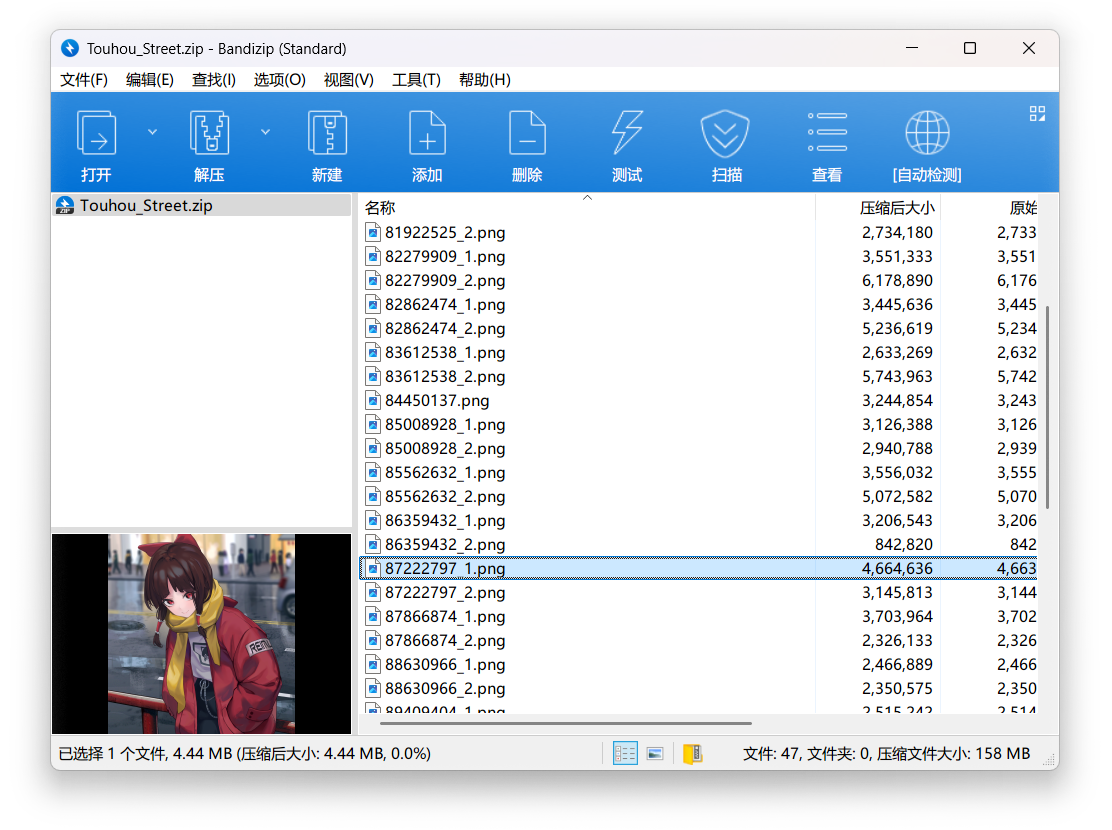 Touhou_Street.zip - Bandizip (Standard)
文件(F) 编辑(E) 查找(I) 选项(O) 视图(V) 工具(T) 帮助(H)
打开 解压 新建 添加 删除 测试 扫描 查看 [自动检测]
Touhou_Street.zip
名称 压缩后大小 原始
81922525_2.png 2,734,180 2,733
82279909_1.png 3,551,333 3,551
82279909_2.png 6,178,890 6,176
82862474_1.png 3,445,636 3,445
82862474_2.png 5,236,619 5,234
83612538_1.png 2,633,269 2,632
83612538_2.png 5,743,963 5,742
84450137.png 3,244,854 3,243
85008928_1.png 3,126,388 3,126
85008928_2.png 2,940,788 2,939
85562632_1.png 3,556,032 3,555
85562632_2.png 5,072,582 5,070
86359432_1.png 3,206,543 3,206
86359432_2.png 842,820 842
87222797_1.png 4,664,636 4,663
87222797_2.png 3,145,813 3,144
87866874_1.png 3,703,964 3,702
87866874_2.png 2,326,133 2,326
88630966_1.png 2,466,889 2,466
88630966_2.png 2,350,575 2,350
89409404_1.png 2,515,242 2,514
已选择 1 个文件, 4.44 MB (压缩后大小: 4.44 MB, 0.0%) 文件: 47, 文件夹: 0, 压缩文件大小: 158 MB